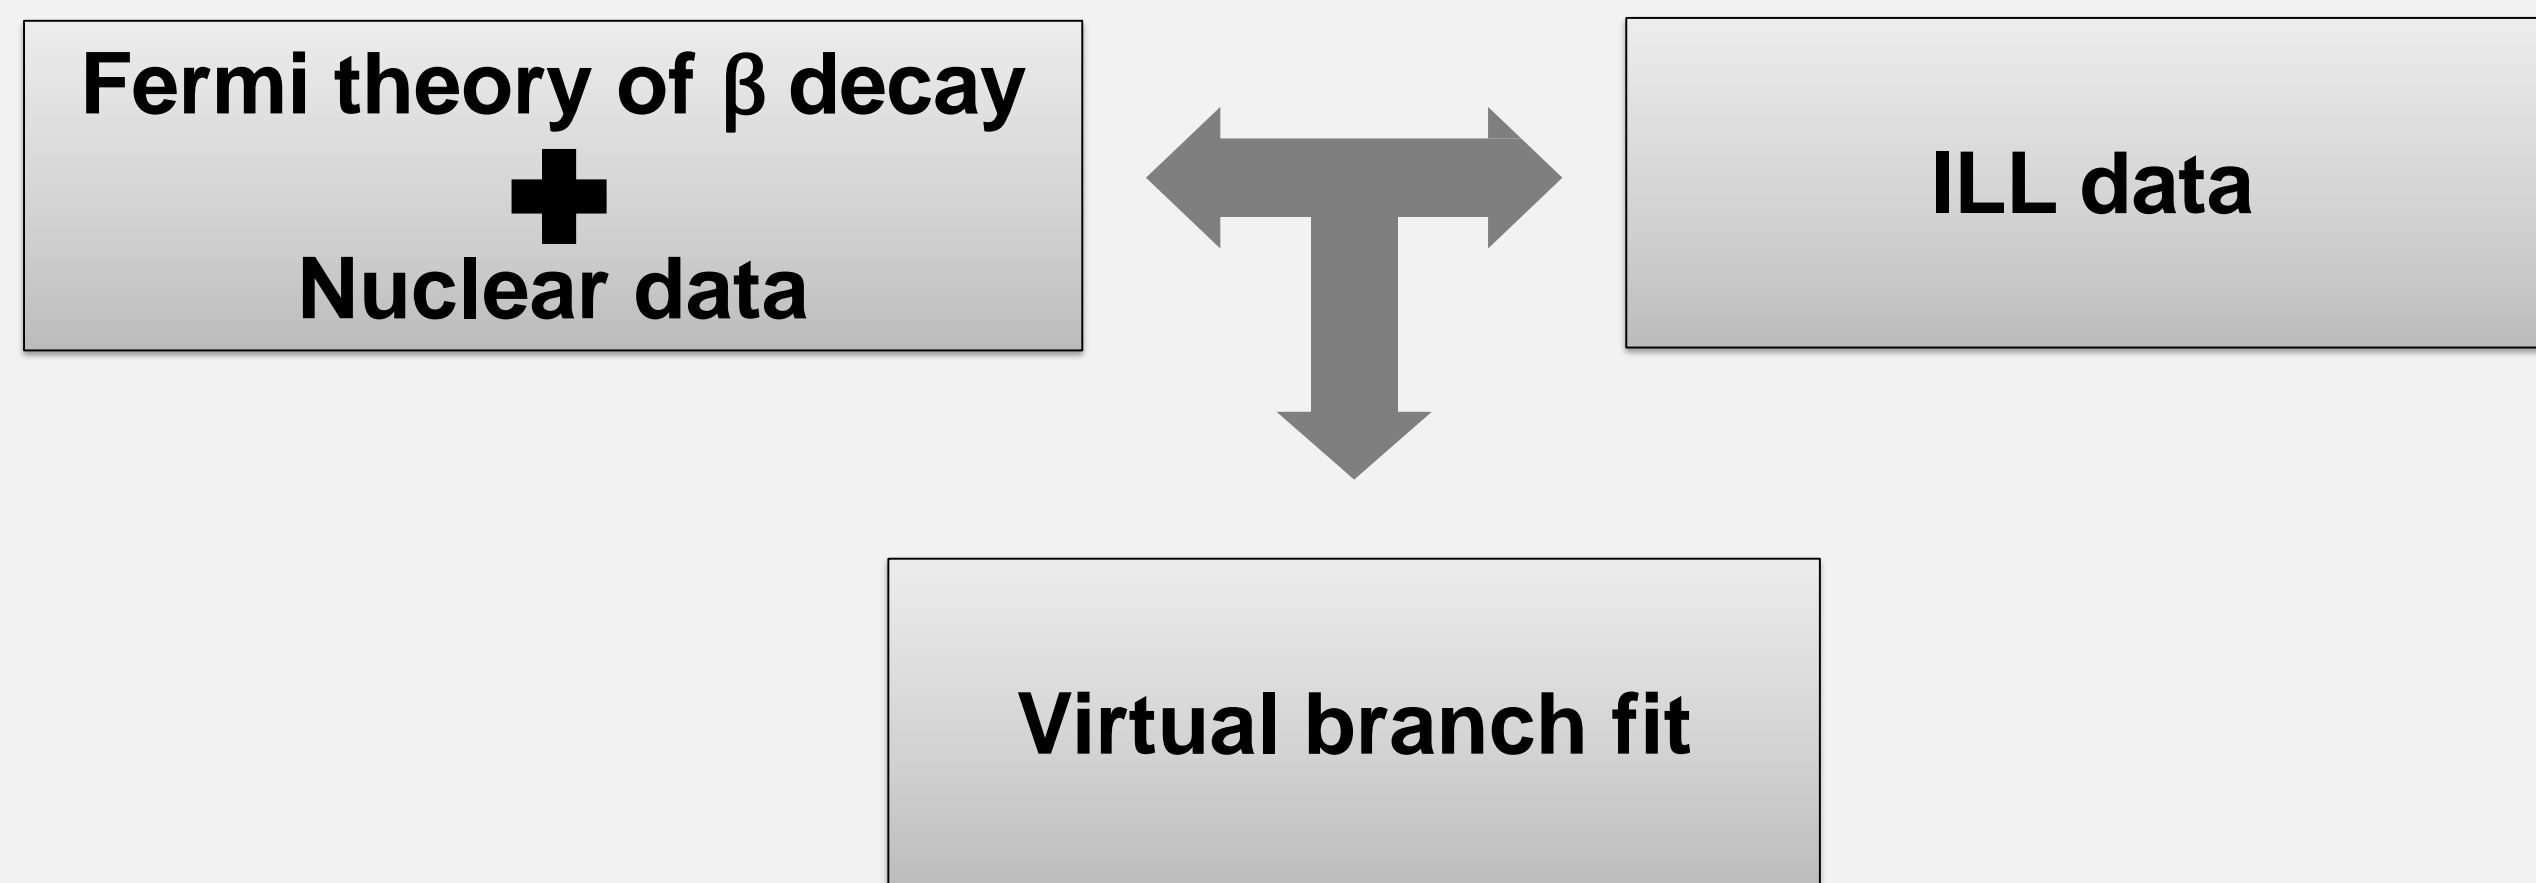 Fermi theory of β decay
Nuclear data
ILL data
Virtual branch fit